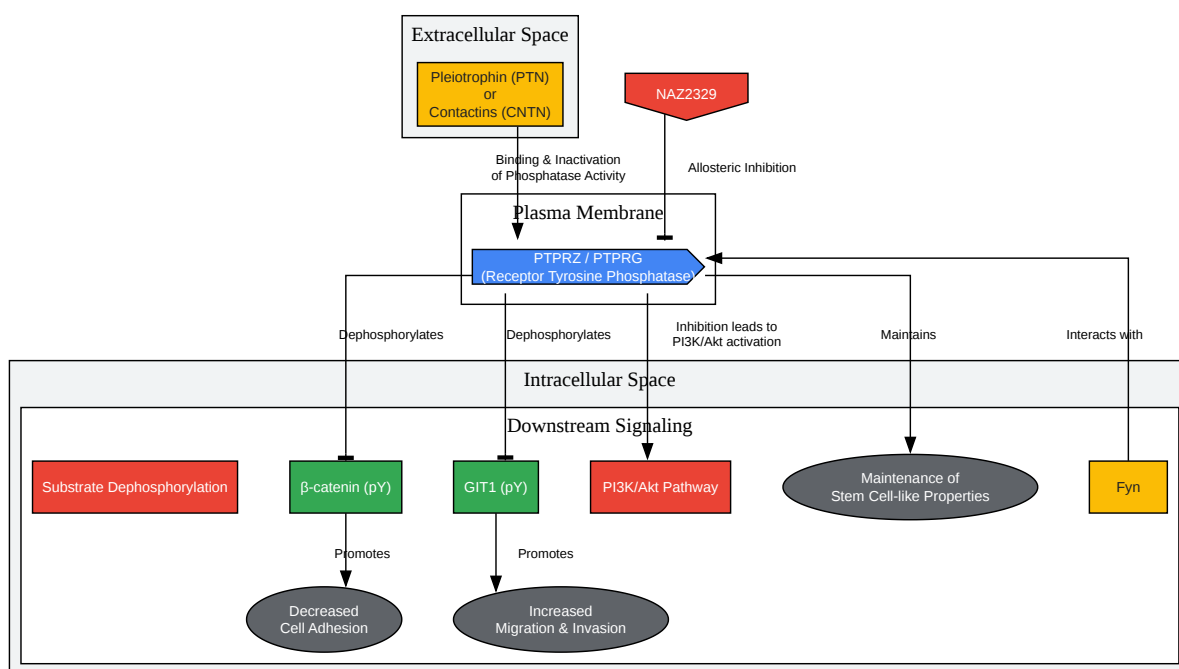 Extracellular Space
Pleiotrophin (PTN)
or
Contactins (CNTN)
NAZ2329
Binding & Inactivation
of Phosphatase Activity
Allosteric Inhibition
Plasma Membrane
PTPRZ / PTPRG
(Receptor Tyrosine Phosphatase)
Dephosphorylates
Dephosphorylates
Inhibition leads to
PI3K/Akt activation
Maintains
Interacts with
Intracellular Space
Downstream Signaling
Substrate Dephosphorylation
β-catenin (pY)
GIT1 (pY)
PI3K/Akt Pathway
Maintenance of
Stem Cell-like Properties
Fyn
Promotes
Promotes
Decreased
Cell Adhesion
Increased
Migration & Invasion